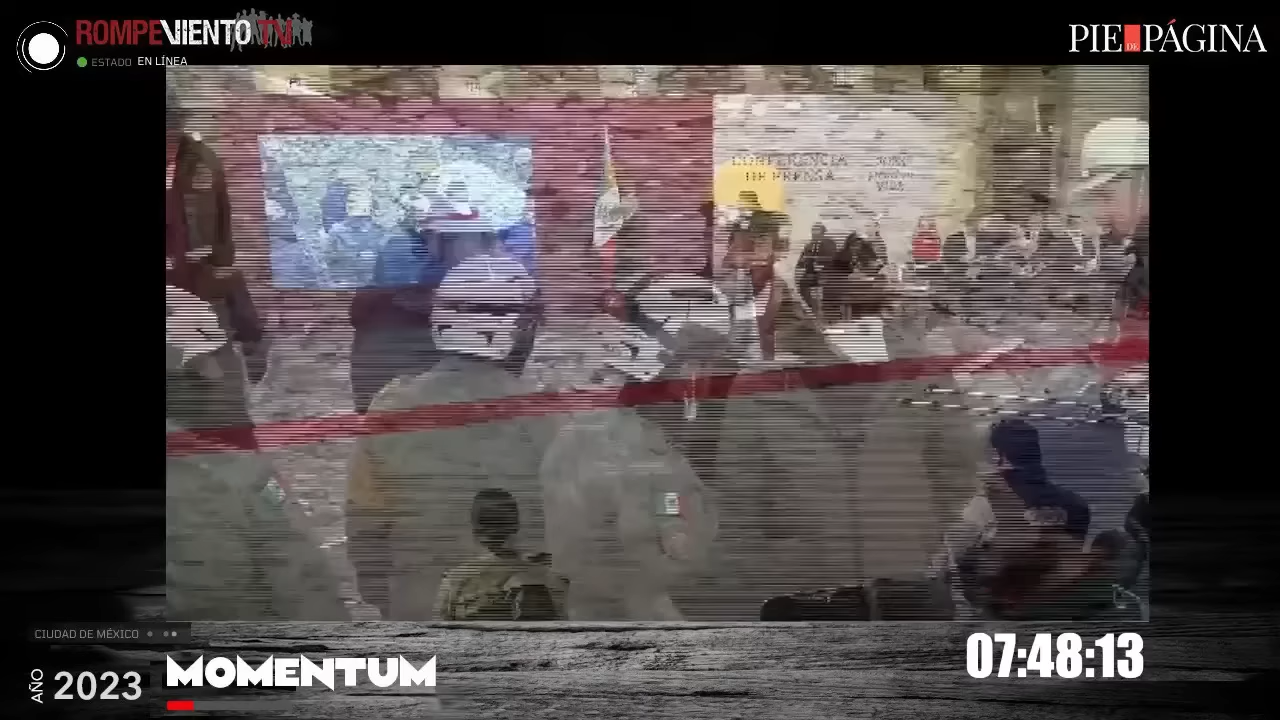 ROMPEVIENTO TV
ESTADO EN LÍNEA
PIE DE PÁGINA
CONFERENCIA
DE PRENSA
CIUDAD DE MÉXICO
AÑO 2023
MOMENTUM
07:48:13